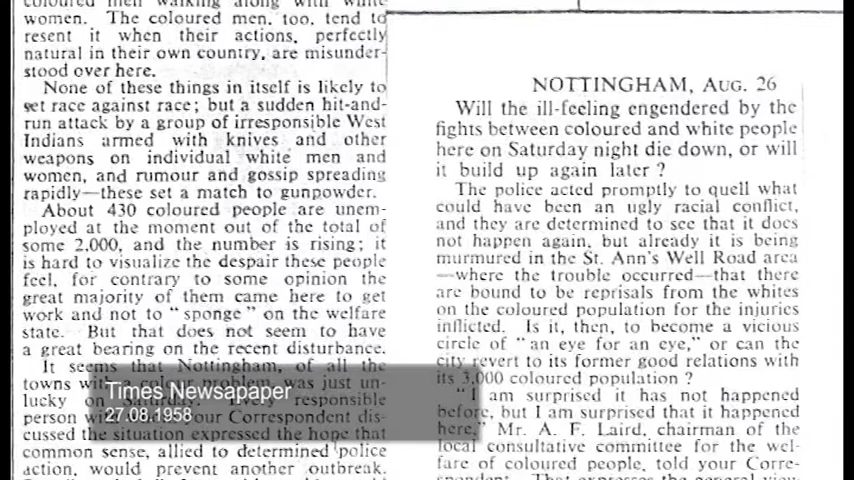 coloured men walking along with white
women. The coloured men, too, tend to
resent it when their actions, perfectly
natural in their own country, are misunder-
stood over here.
None of these things in itself is likely to
set race against race; but a sudden hit-and-
run attack by a group of irresponsible West
Indians armed with knives and other
weapons on individual white men and
women, and rumour and gossip spreading
rapidly—these set a match to gunpowder.
About 430 coloured people are unem-
ployed at the moment out of the total of
some 2,000, and the number is rising; it
is hard to visualize the despair these people
feel, for contrary to some opinion the
great majority of them came here to get
work and not to "sponge" on the welfare
state. But that does not seem to have
a great bearing on the recent disturbance.
It seems that Nottingham, of all the
towns with a colour problem, was just un-
lucky on Saturday. Every responsible
person with whom your Correspondent dis-
cussed the situation expressed the hope that
common sense, allied to determined police
action, would prevent another outbreak.
NOTTINGHAM, AUG. 26
Will the ill-feeling engendered by the
fights between coloured and white people
here on Saturday night die down, or will
it build up again later?
The police acted promptly to quell what
could have been an ugly racial conflict,
and they are determined to see that it does
not happen again, but already it is being
murmured in the St. Ann's Well Road area
—where the trouble occurred—that there
are bound to be reprisals from the whites
on the coloured population for the injuries
inflicted. Is it, then, to become a vicious
circle of "an eye for an eye," or can the
city revert to its former good relations with
its 3,000 coloured population?
"I am surprised it has not happened
before, but I am surprised that it happened
here," Mr. A. F. Laird, chairman of the
local consultative committee for the wel-
fare of coloured people, told your Corre-
spondent. That expresses the general view
Times Newsapaper
27.08.1958